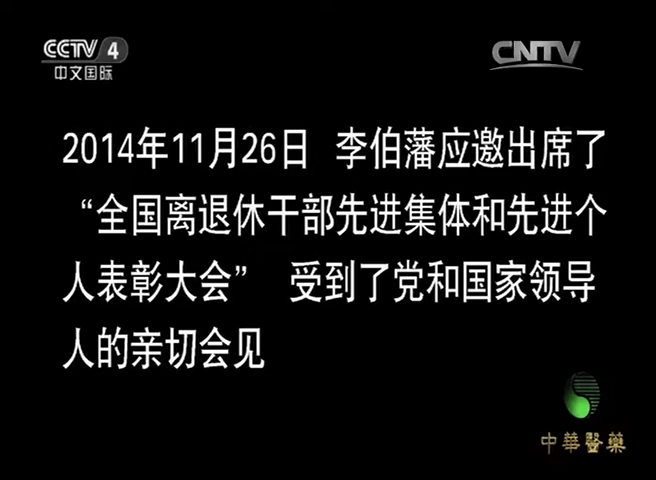 CCTV 4
中文国际
CNTV
2014年11月26日 李伯藩应邀出席了
“全国离退休干部先进集体和先进个
人表彰大会” 受到了党和国家领导
人的亲切会见
中華醫藥